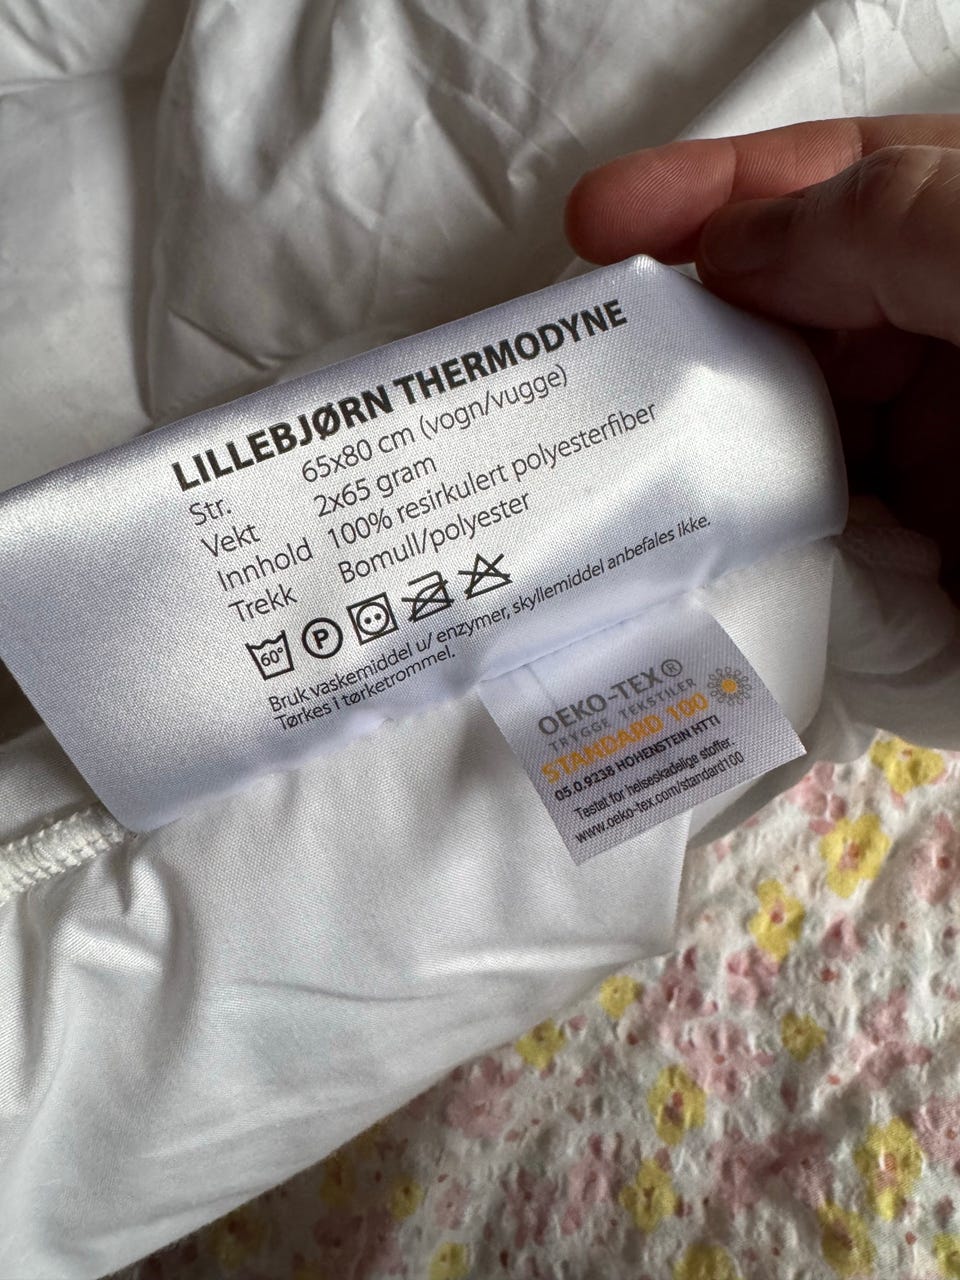 LILLEBJØRN THERMODYNE
Str. 65x80 cm (vogn/vugge)
Vekt 2x65 gram
Innhold 100% resirkulert polyesterfiber
Trekk Bomull/polyester
60° P
Bruk vaskemiddel u/ enzymer, skyllemiddel anbefales ikke.
Tørkes i tørketrommel.
OEKO-TEX®
TRYGGE TEKSTILER
STANDARD 100
05.0.9238 HOHENSTEIN HTTI
Testet for helseskadelige stoffer
www.oeko-tex.com/standard100